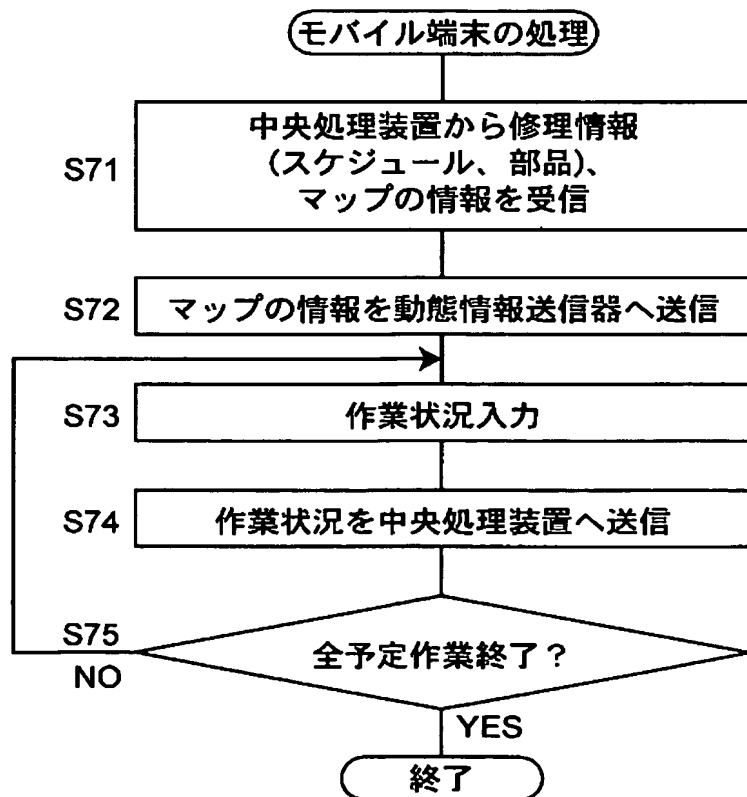 モバイル端末の処理
S71
中央処理装置から修理情報
(スケジュール、部品)、
マップの情報を受信
S72
マップの情報を動態情報送信器へ送信
S73
作業状況入力
S74
作業状況を中央処理装置へ送信
S75
全予定作業終了?
NO
YES
終了